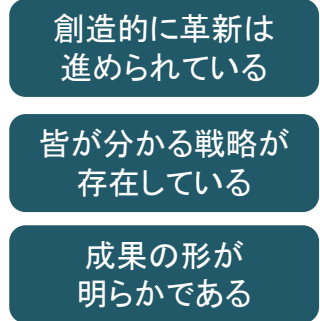 創造的に革新は
進められている
皆が分かる戦略が
存在している
成果の形が
明らかである